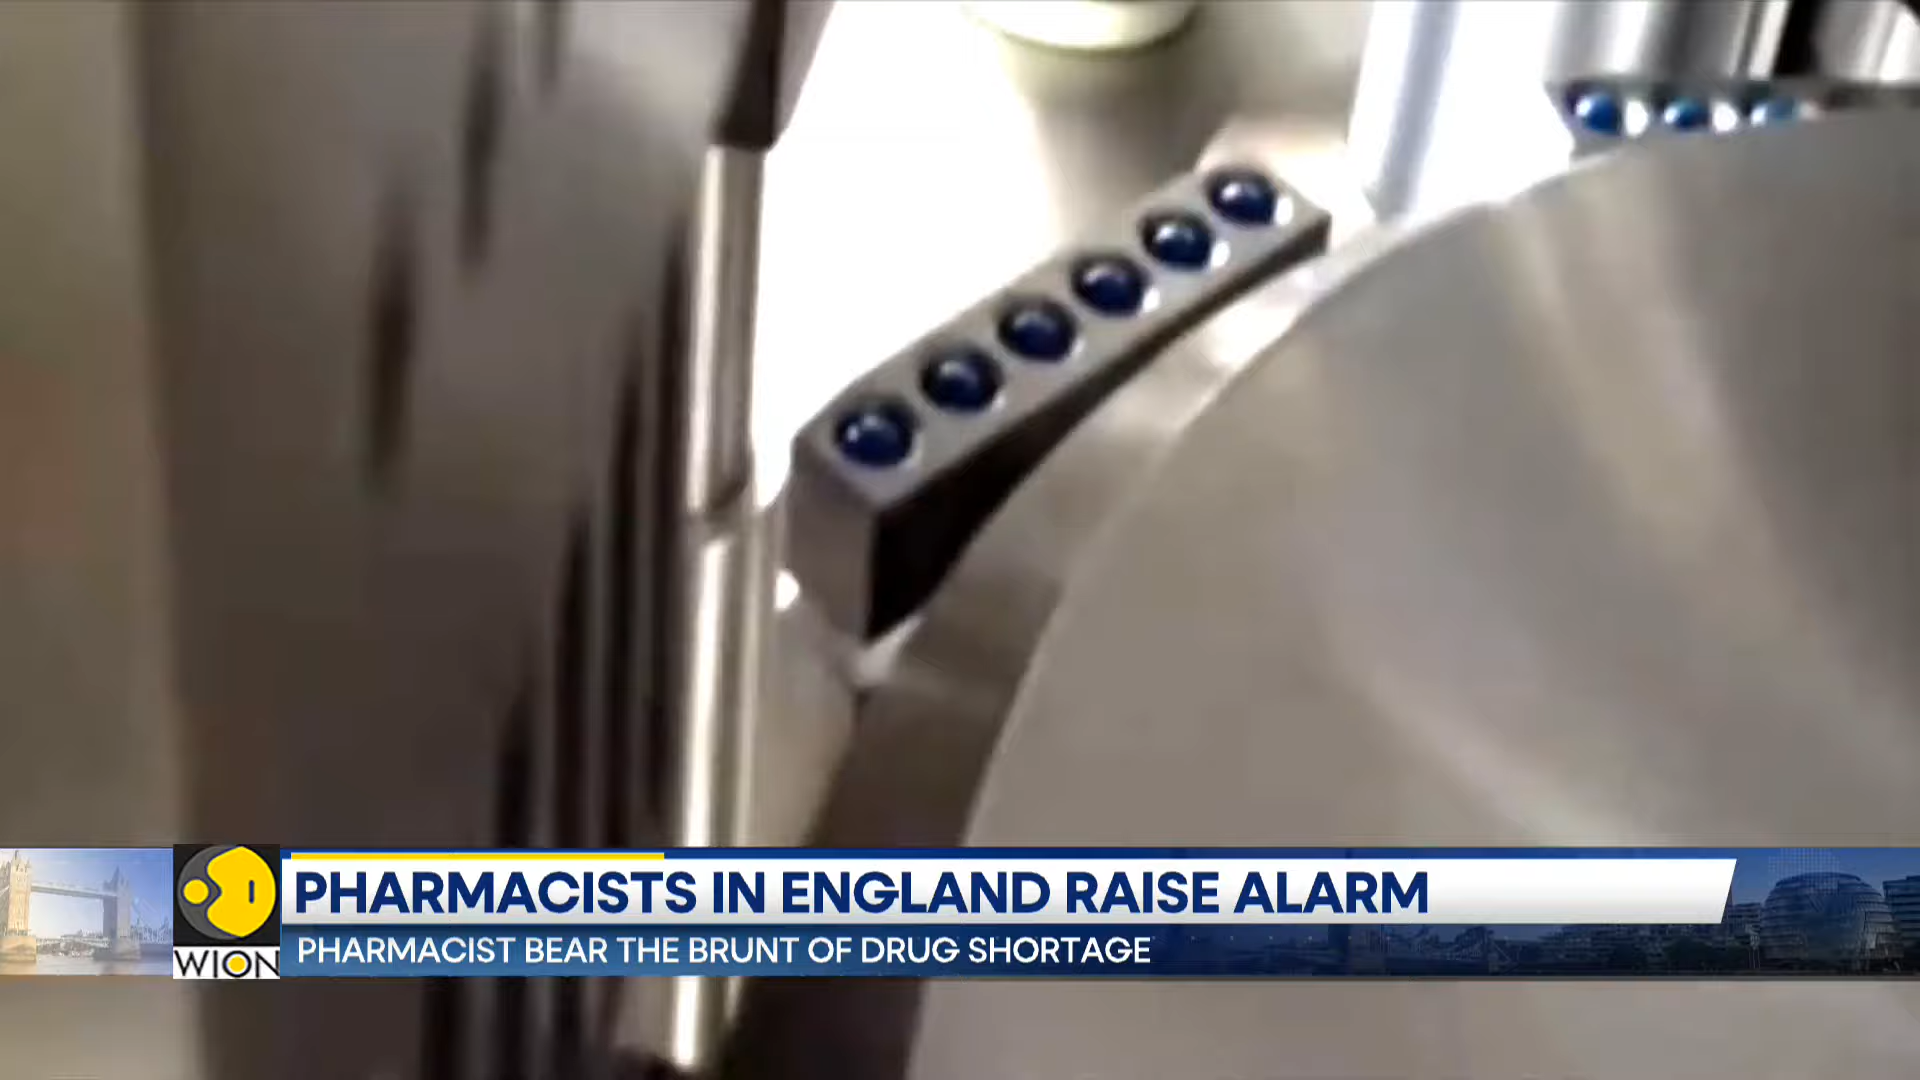 PHARMACISTS IN ENGLAND RAISE ALARM
PHARMACIST BEAR THE BRUNT OF DRUG SHORTAGE
WION